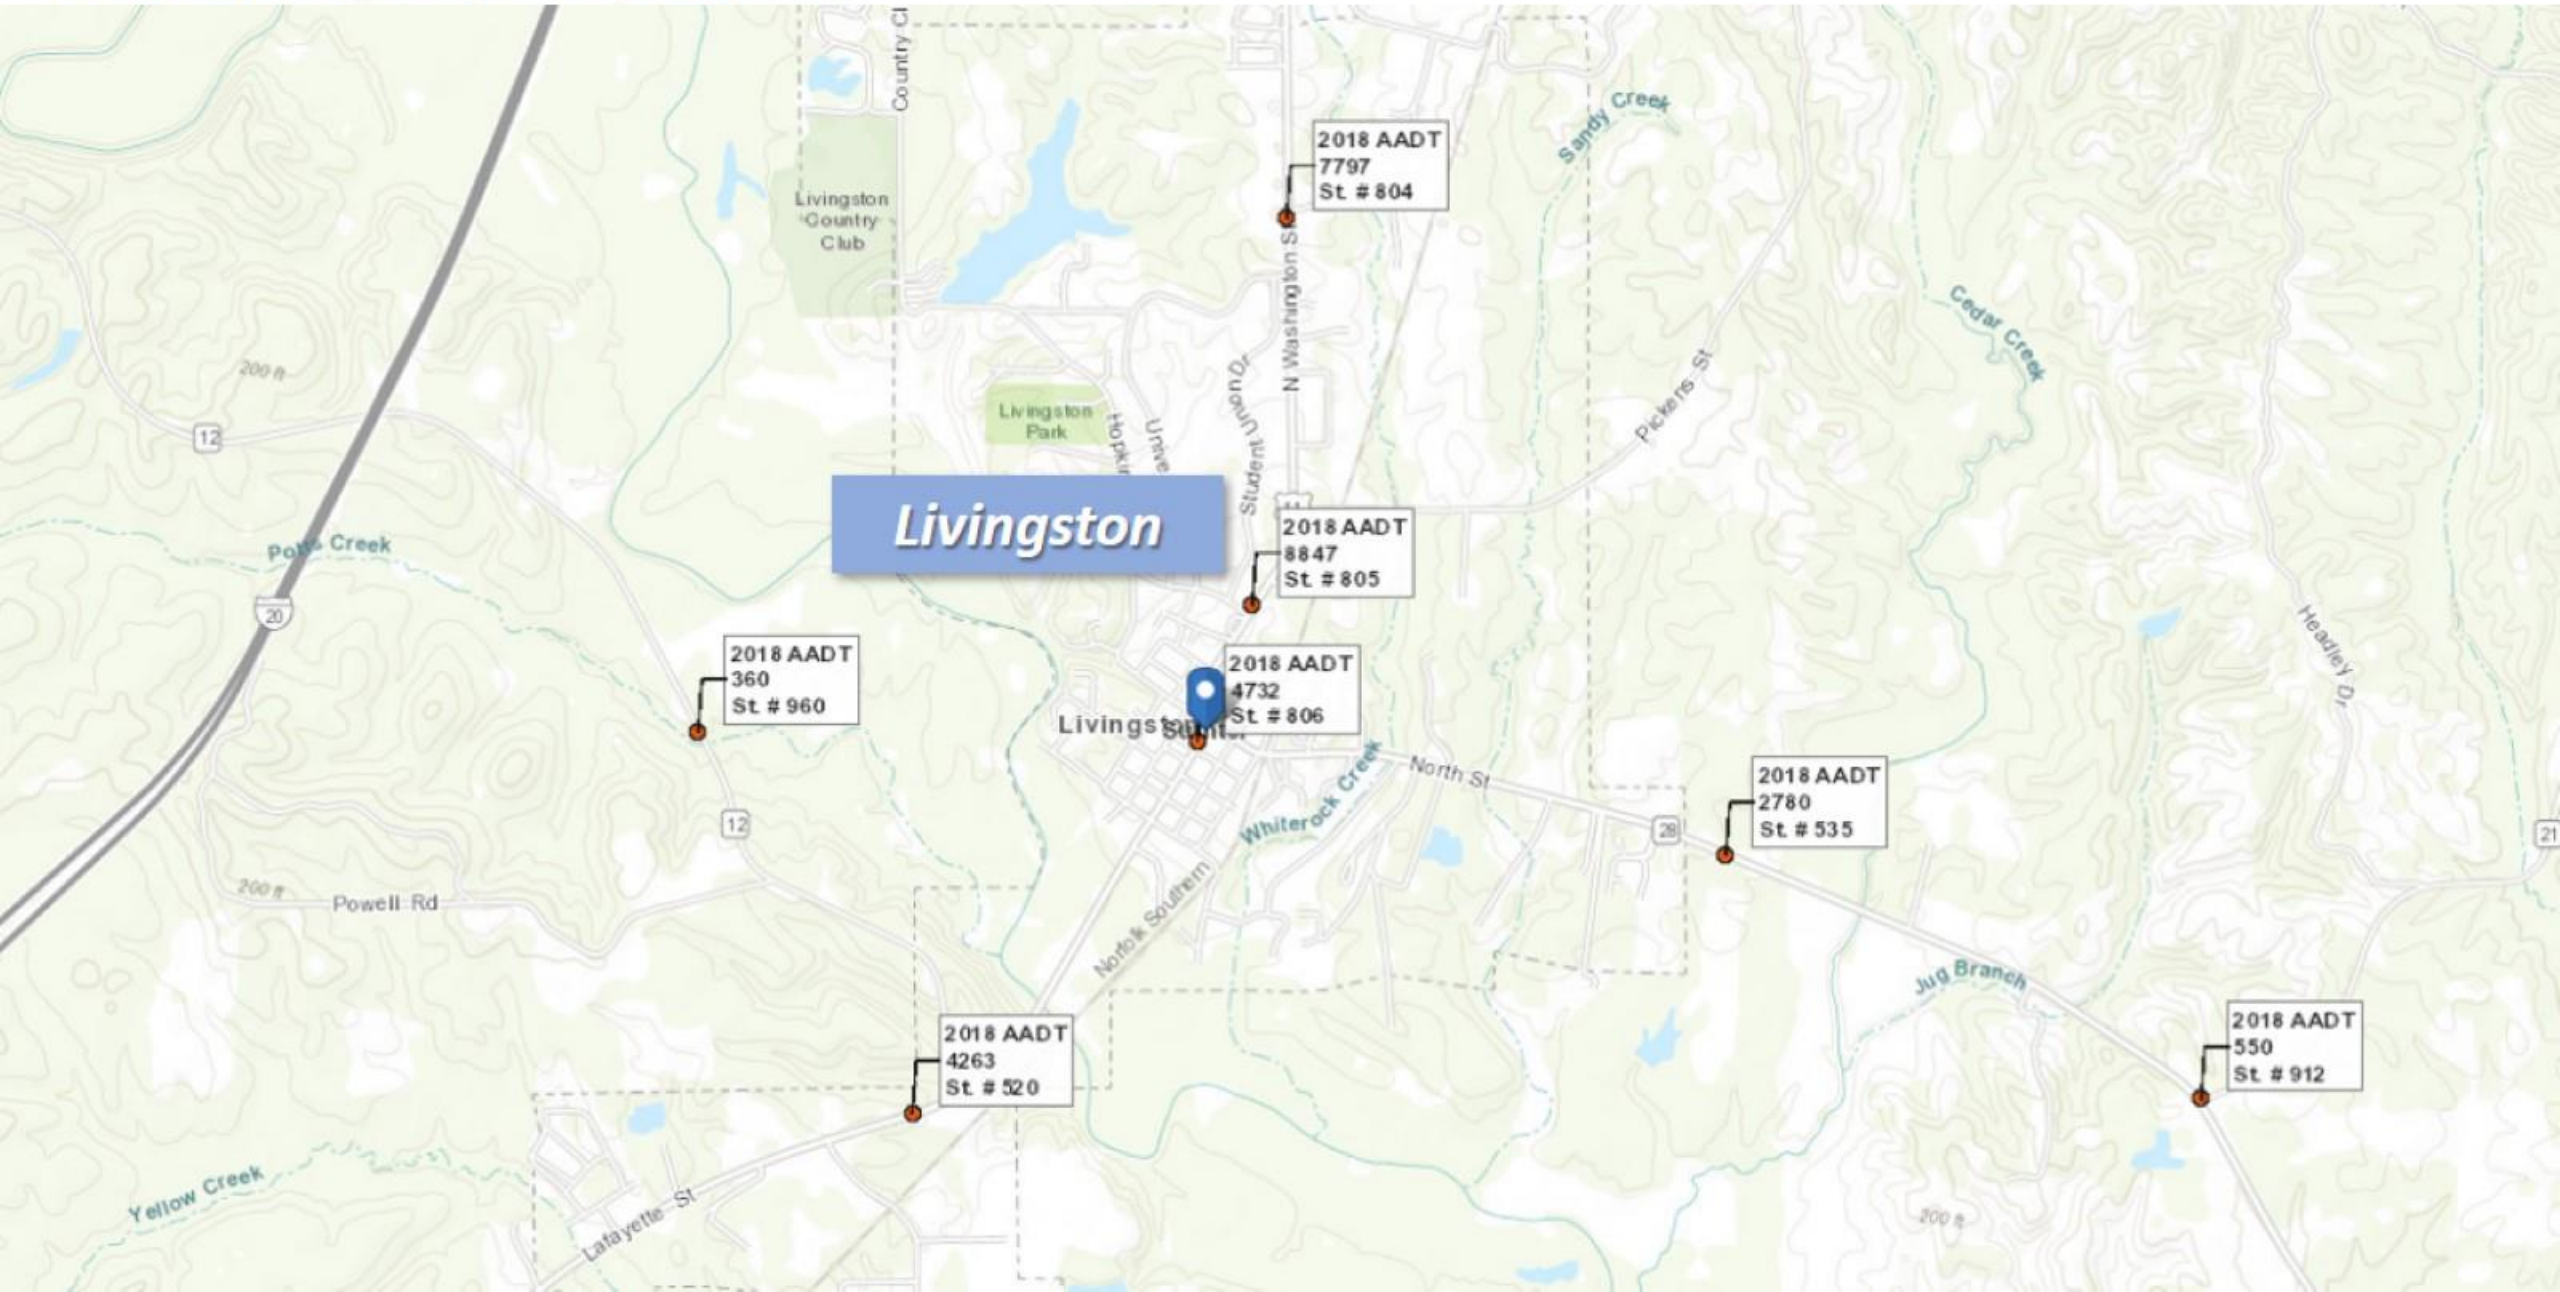 Country Cl
2018 AADT
7797
St. # 804
Sandy Creek
Livingston
Country
Club
N Washington St
Cedar Creek
200 ft
Pickens St
Student Union Dr
Livingston
Park
Hopkin
Unive
12
Livingston
2018 AADT
8847
St. # 805
Potts Creek
20
Headley Dr
2018 AADT
360
St. # 960
2018 AADT
4732
St. # 806
Livingston
North St
2018 AADT
2780
St. # 535
Whiterock Creek
12
28
21
200 ft
Powell Rd
Norfolk Southern
Jug Branch
2018 AADT
4263
St. # 520
2018 AADT
550
St. # 912
Yellow Creek
Lafayette St
200 ft